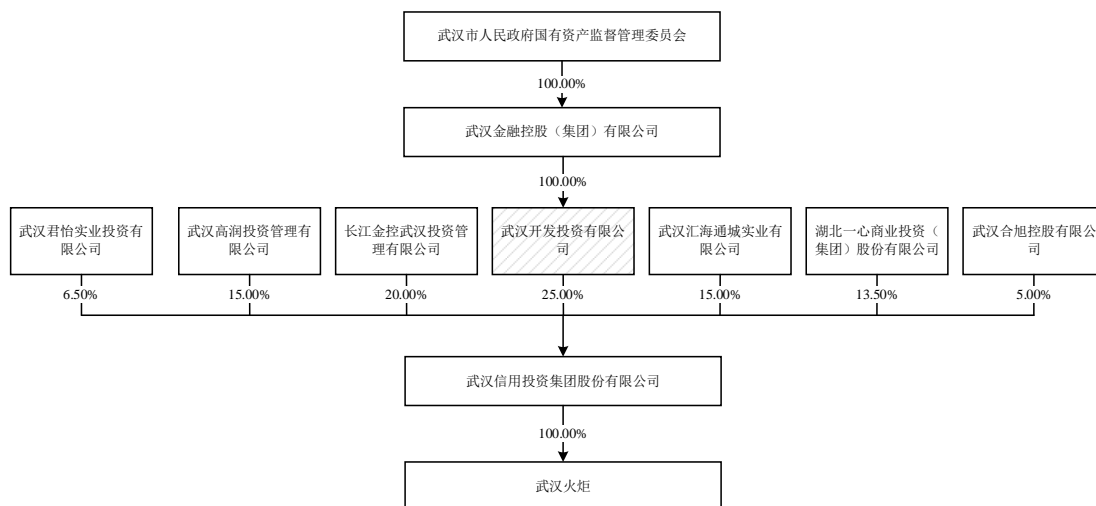 武汉市人民政府国有资产监督管理委员会
100.00%
武汉金融控股（集团）有限公司
100.00%
武汉君怡实业投资有
限公司
武汉高润投资管理有
限公司
长江金控武汉投资管
理有限公司
武汉开发投资有限公
司
武汉汇海通城实业有
限公司
湖北一心商业投资（
集团）股份有限公司
武汉合旭控股有限公
司
6.50%
15.00%
20.00%
25.00%
15.00%
13.50%
5.00%
武汉信用投资集团股份有限公司
100.00%
武汉火炬